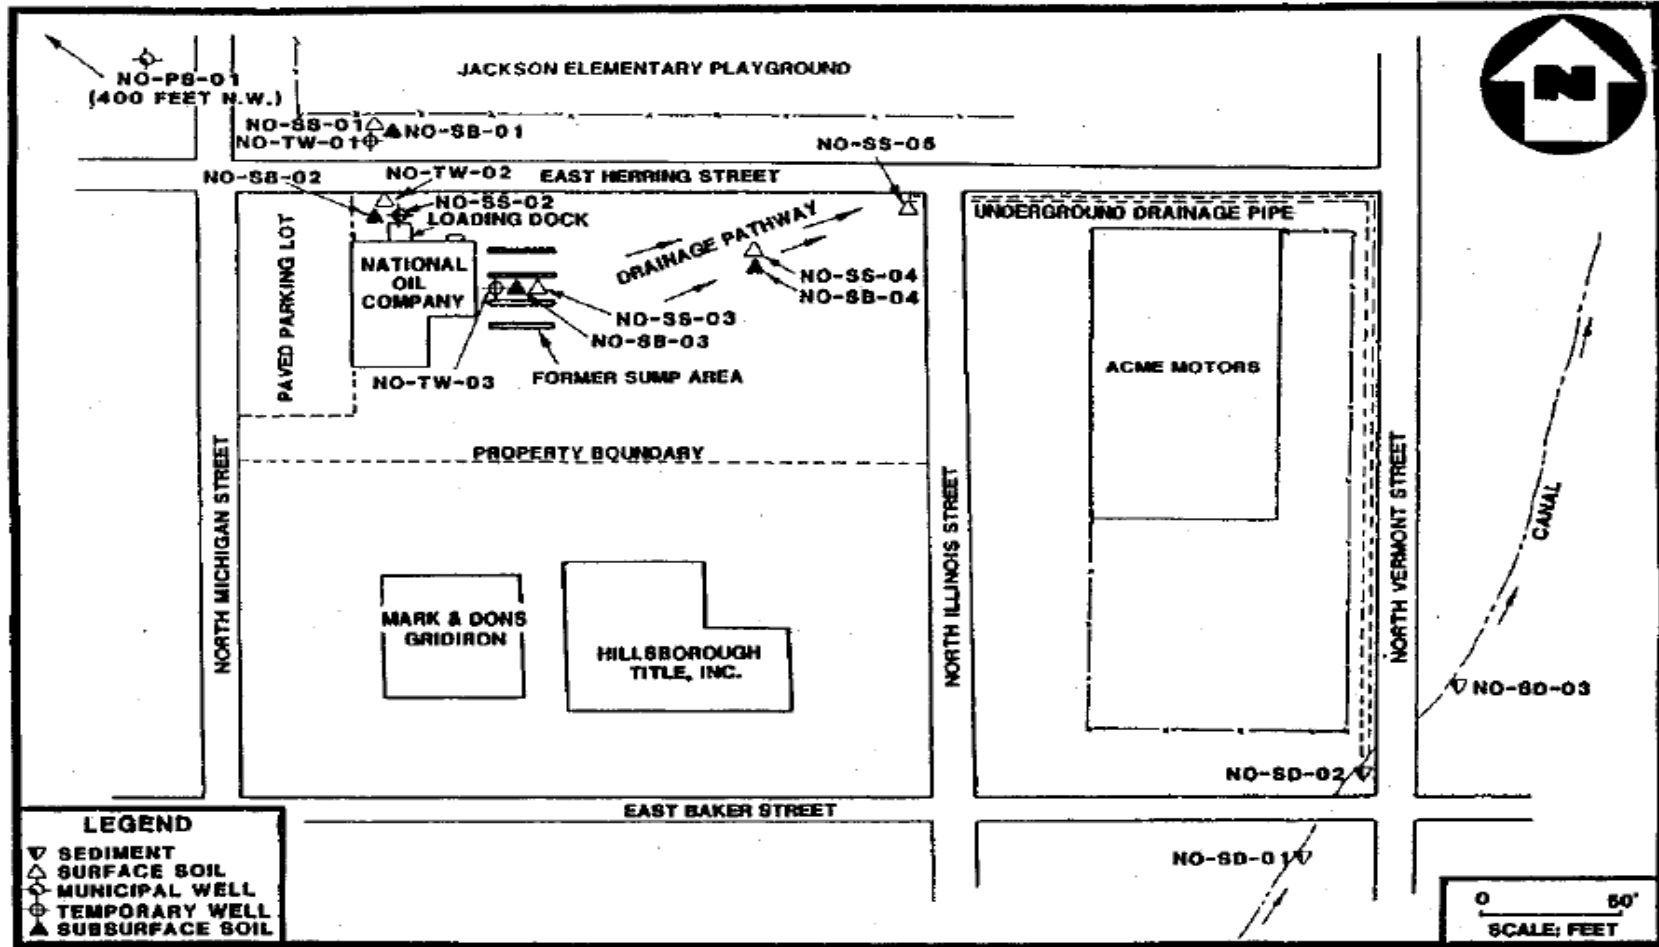 JACKSON ELEMENTARY PLAYGROUND
N
NO-PS-01
(400 FEET N.W.)
NO-SS-01
NO-SB-01
NO-TW-01
NO-SS-05
NO-SB-02
NO-TW-02
EAST HERRING STREET
NO-SS-02
LOADING DOCK
UNDERGROUND DRAINAGE PIPE
PAVED PARKING LOT
DRAINAGE PATHWAY
NATIONAL
OIL
COMPANY
NO-SS-04
NO-SB-04
NO-SS-03
NO-SB-03
NO-TW-03
FORMER SUMP AREA
ACME MOTORS
PROPERTY BOUNDARY
NORTH MICHIGAN STREET
NORTH ILLINOIS STREET
NORTH VERMONT STREET
CANAL
MARK & DONS
GRIDIRON
HILLSBOROUGH
TITLE, INC.
NO-SD-03
NO-SD-02
EAST BAKER STREET
NO-SD-01
LEGEND
SEDIMENT
SURFACE SOIL
MUNICIPAL WELL
TEMPORARY WELL
SUBSURFACE SOIL
0 50'
SCALE: FEET